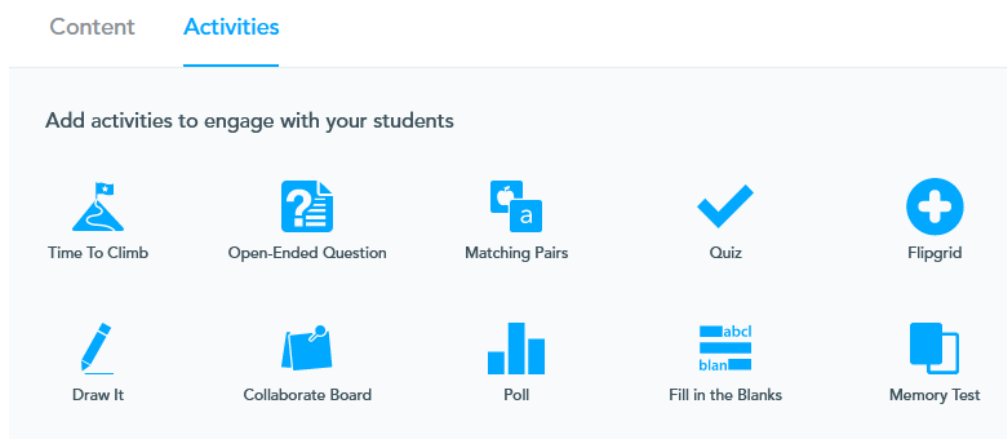 Content Activities
Add activities to engage with your students
a
Time To Climb Open-Ended Question Matching Pairs Quiz Flipgrid
abcl
blan
Draw It Collaborate Board Poll Fill in the Blanks Memory Test